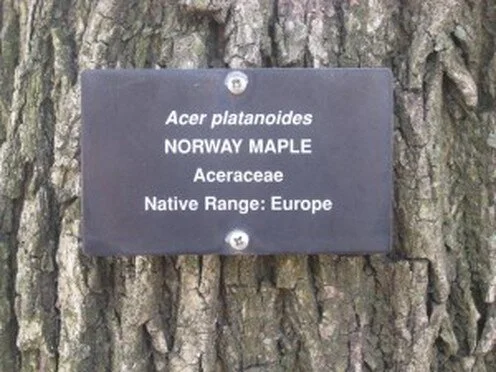 Acer platanoides
NORWAY MAPLE
Aceraceae
Native Range: Europe